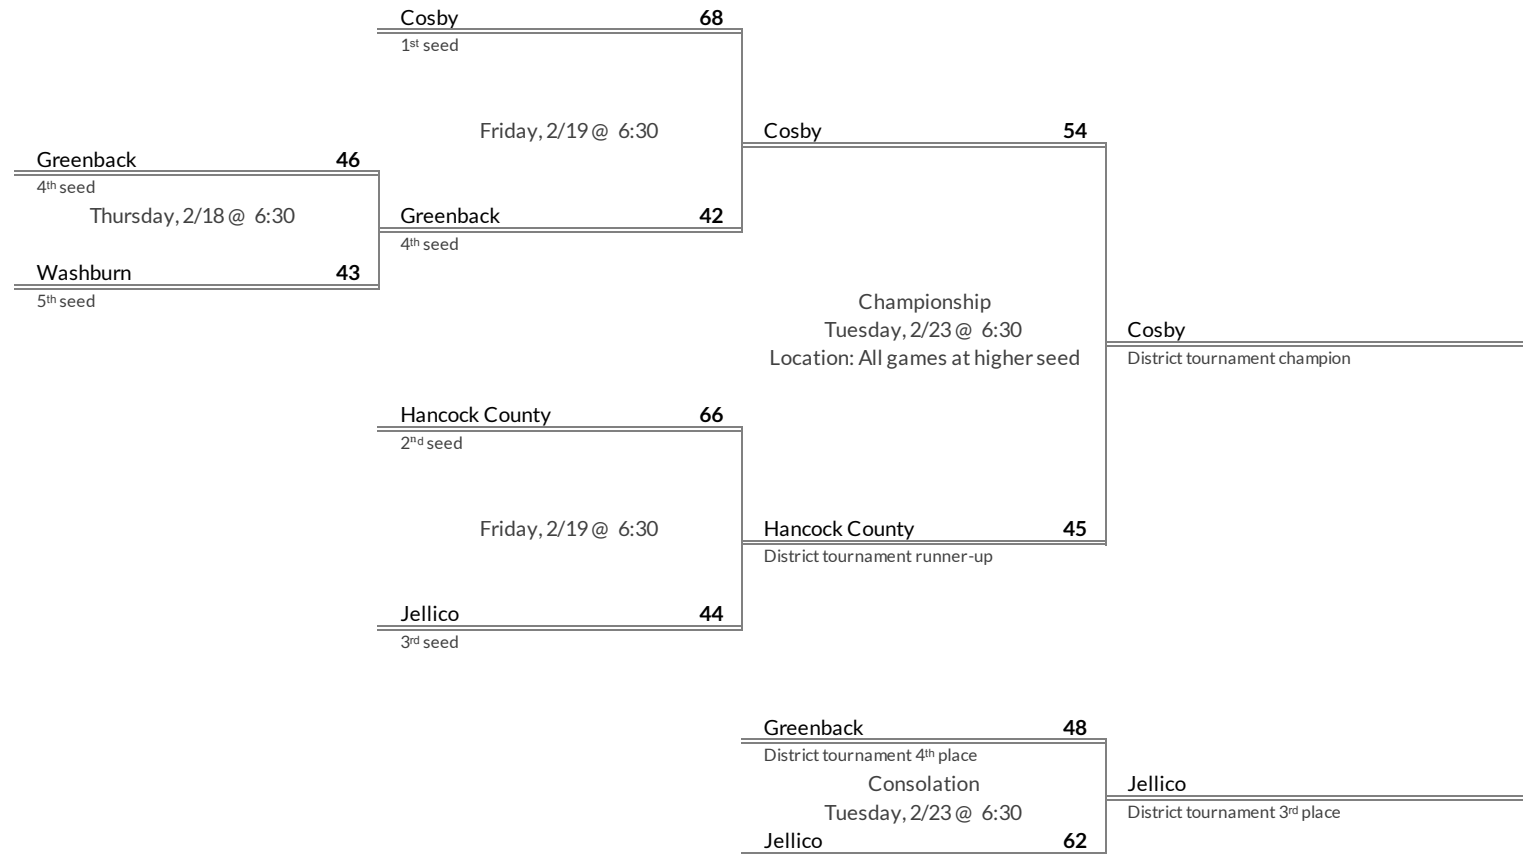 Cosby 68
1st seed
Friday, 2/19 @ 6:30
Greenback 46
4th seed
Thursday, 2/18 @ 6:30
Washburn 43
5th seed
Greenback 42
4th seed
Cosby 54
Championship
Tuesday, 2/23 @ 6:30
Location: All games at higher seed
Cosby
District tournament champion
Hancock County 66
2nd seed
Friday, 2/19 @ 6:30
Jellico 44
3rd seed
Hancock County 45
District tournament runner-up
Greenback 48
District tournament 4th place
Consolation
Tuesday, 2/23 @ 6:30
Jellico 62
Jellico
District tournament 3rd place